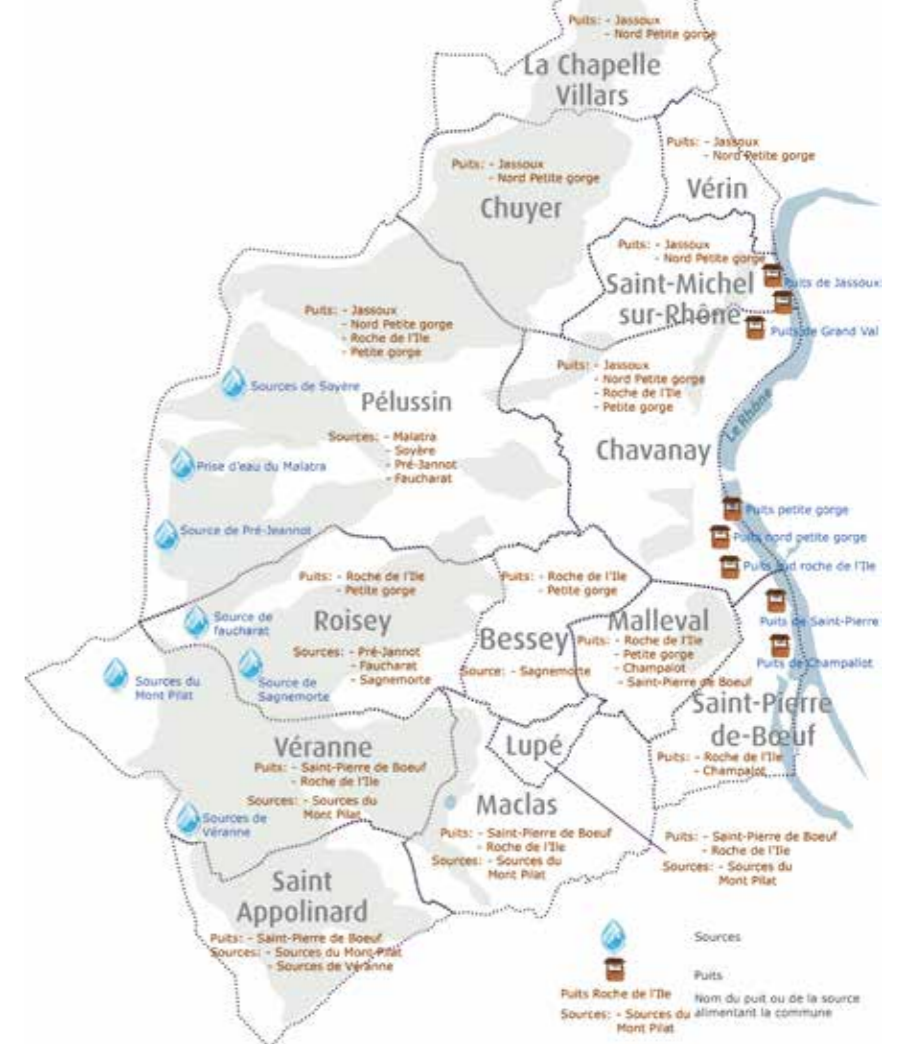 Puits: - Jassoux
- Nord Petite gorge
La Chapelle
Villars
Puits: - Jassoux
- Nord Petite gorge
Vérin
Puits: - Jassoux
- Nord Petite gorge
Chuyer
Puits: - Jassoux
- Nord Petite gorge
Saint-Michel
sur-Rhône
Puits de Jassoux
Puits de Grand Val
Puits: - Jassoux
- Nord Petite gorge
- Roche de l'Ile
- Petite gorge
Sources de Soyère
Pélussin
Puits: - Jassoux
- Nord Petite gorge
- Roche de l'Ile
- Petite gorge
Le Rhône
Chavanay
Sources: - Malatra
- Soyère
- Pré-Jannot
- Faucharat
Prise d'eau du Malatra
Source de Pré-Jeannot
Puits petite gorge
Puits nord petite gorge
Puits sud roche de l'Ile
Puits: - Roche de l'Ile
- Petite gorge
Roisey
Source de
faucharat
Sources: - Pré-Jannot
- Faucharat
- Sagnemorte
Source de
Sagnemorte
Sources du
Mont Pilat
Puits: - Roche de l'Ile
- Petite gorge
Bessey
Source: - Sagnemorte
Malleval
Puits: - Roche de l'Ile
- Petite gorge
- Champalot
- Saint-Pierre de Boeuf
Puits de Saint-Pierre
Puits de Champallot
Saint-Pierre
de-Bœuf
Puits: - Roche de l'Ile
- Champalot
Véranne
Puits: - Saint-Pierre de Boeuf
- Roche de l'Ile
Sources: - Sources du
Mont Pilat
Sources de
Véranne
Lupé
Maclas
Puits: - Saint-Pierre de Boeuf
- Roche de l'Ile
Sources: - Sources du
Mont Pilat
Puits: - Saint-Pierre de Boeuf
- Roche de l'Ile
Sources: - Sources du
Mont Pilat
Saint
Appolinard
Puits: - Saint-Pierre de Boeuf
Sources: - Sources du Mont Pilat
- Sources de Véranne
Sources
Puits
Puits Roche de l'Ile
Sources: - Sources du
Mont Pilat
Nom du puit ou de la source
alimentant la commune